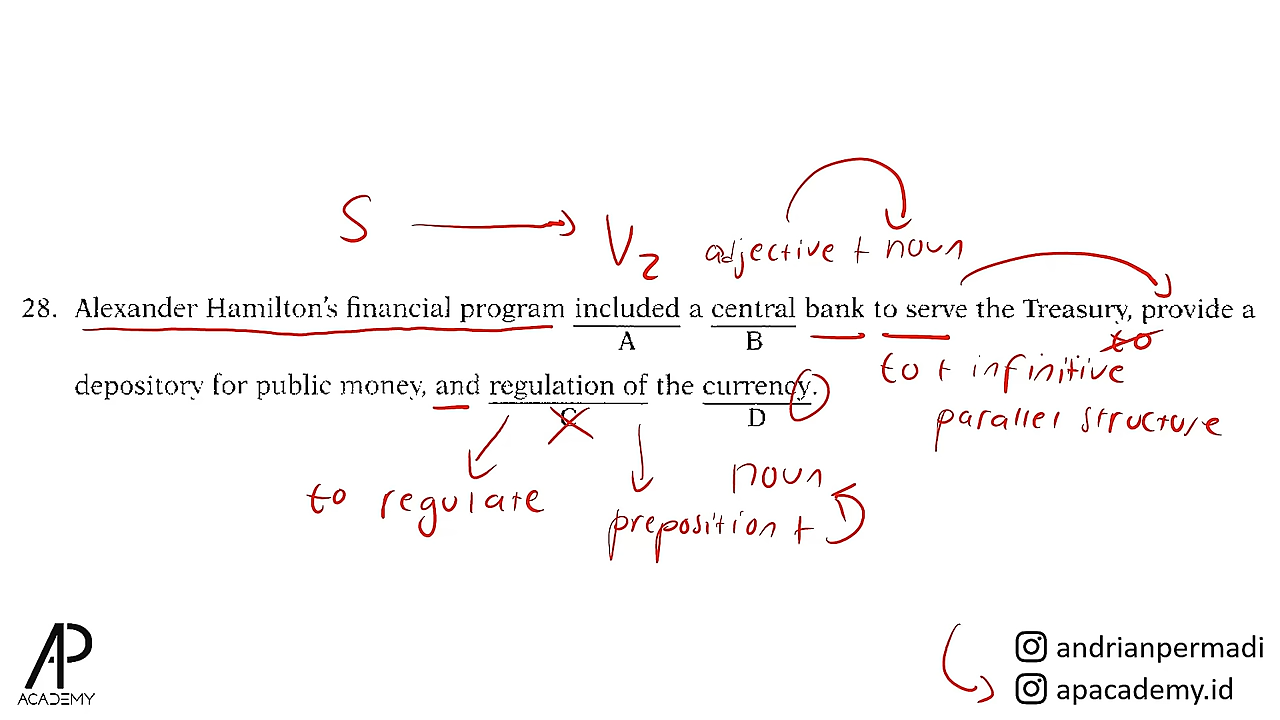 S V2 adjective + noun
28. Alexander Hamilton's financial program included a central bank to serve the Treasury, provide a
A B to
to + infinitive
depository for public money, and regulation of the currency.
C D
parallel structure
noun
to regulate
preposition +
AP
ACADEMY
andrianpermadi
apacademy.id